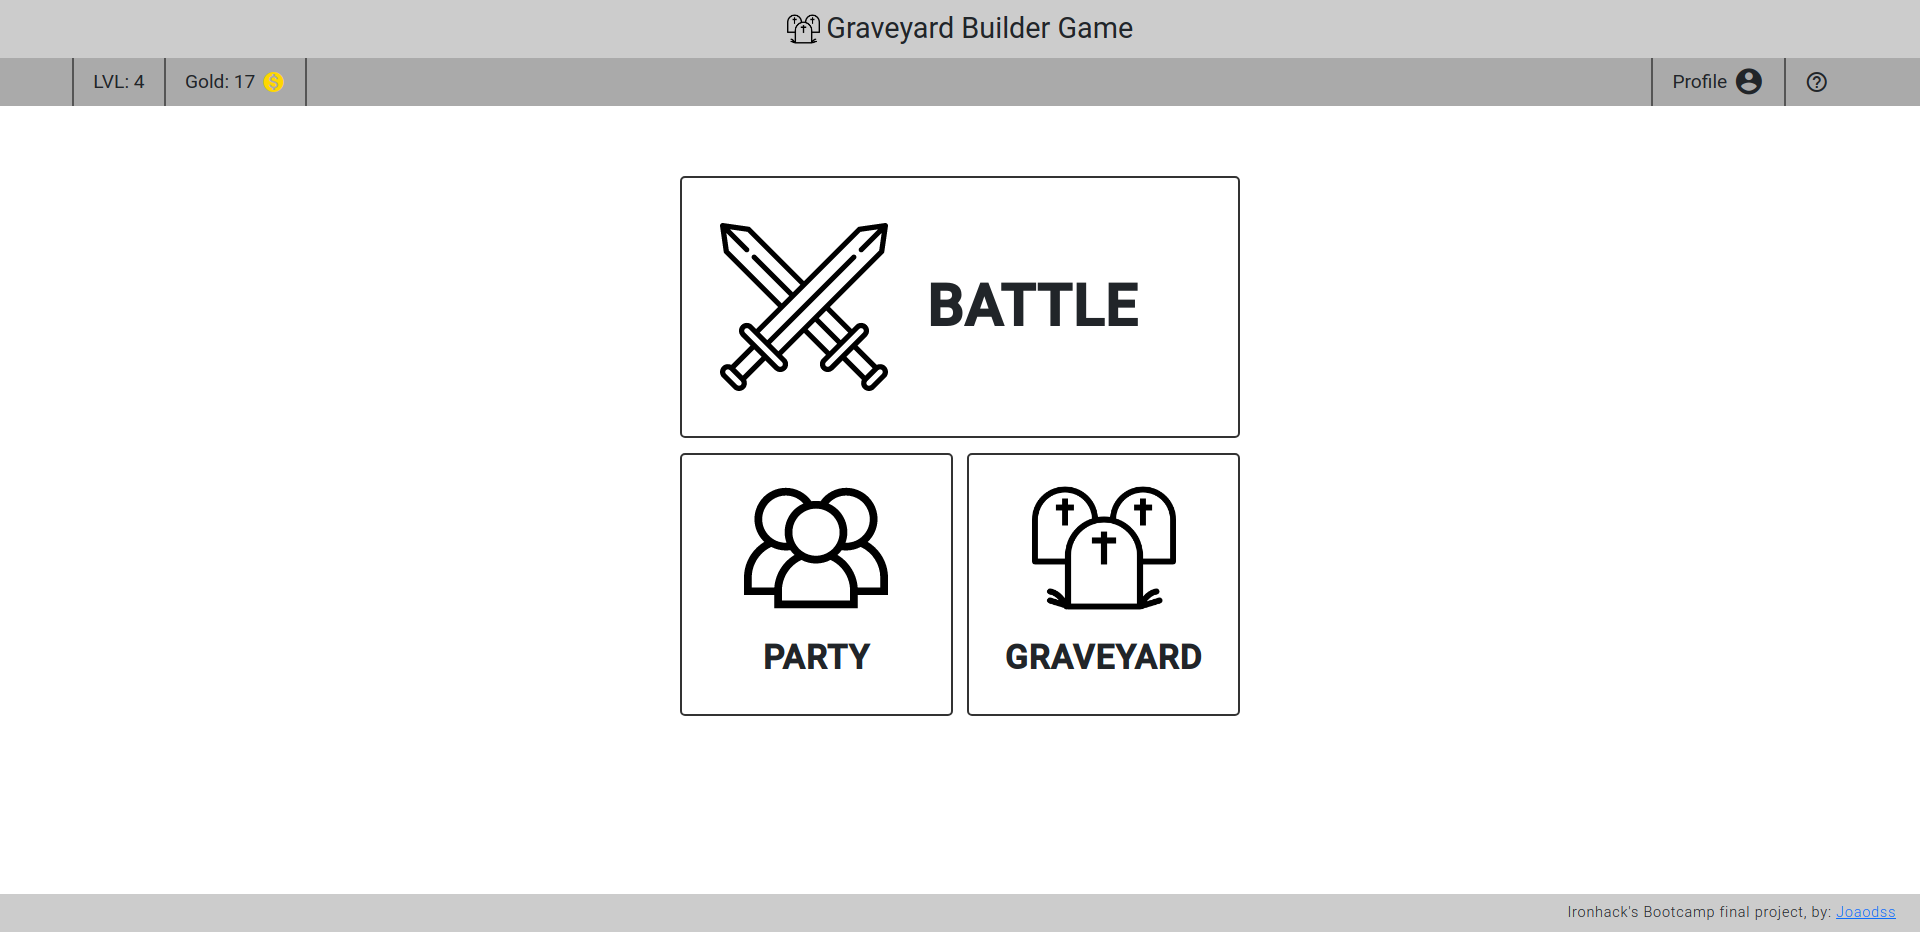 Graveyard Builder Game
LVL: 4
Gold: 17
Profile
BATTLE
PARTY
GRAVEYARD
Ironhack's Bootcamp final project, by: Joaodss